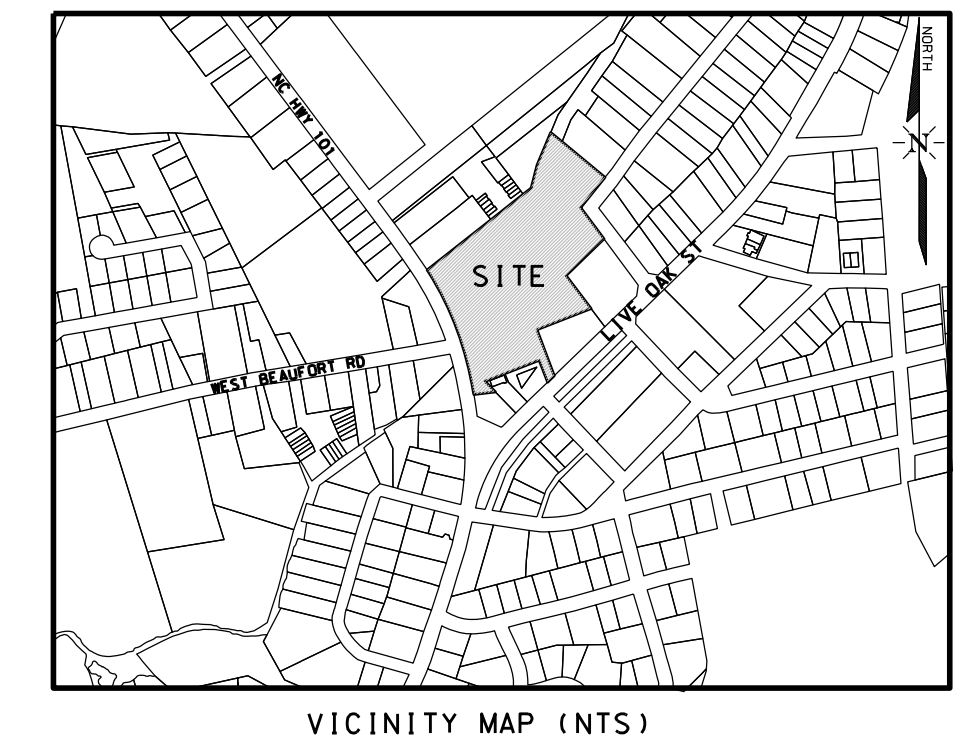 NORTH
N
NC HWY 101
SITE
LIVE OAK ST
WEST BEAUFORT RD
VICINITY MAP (NTS)